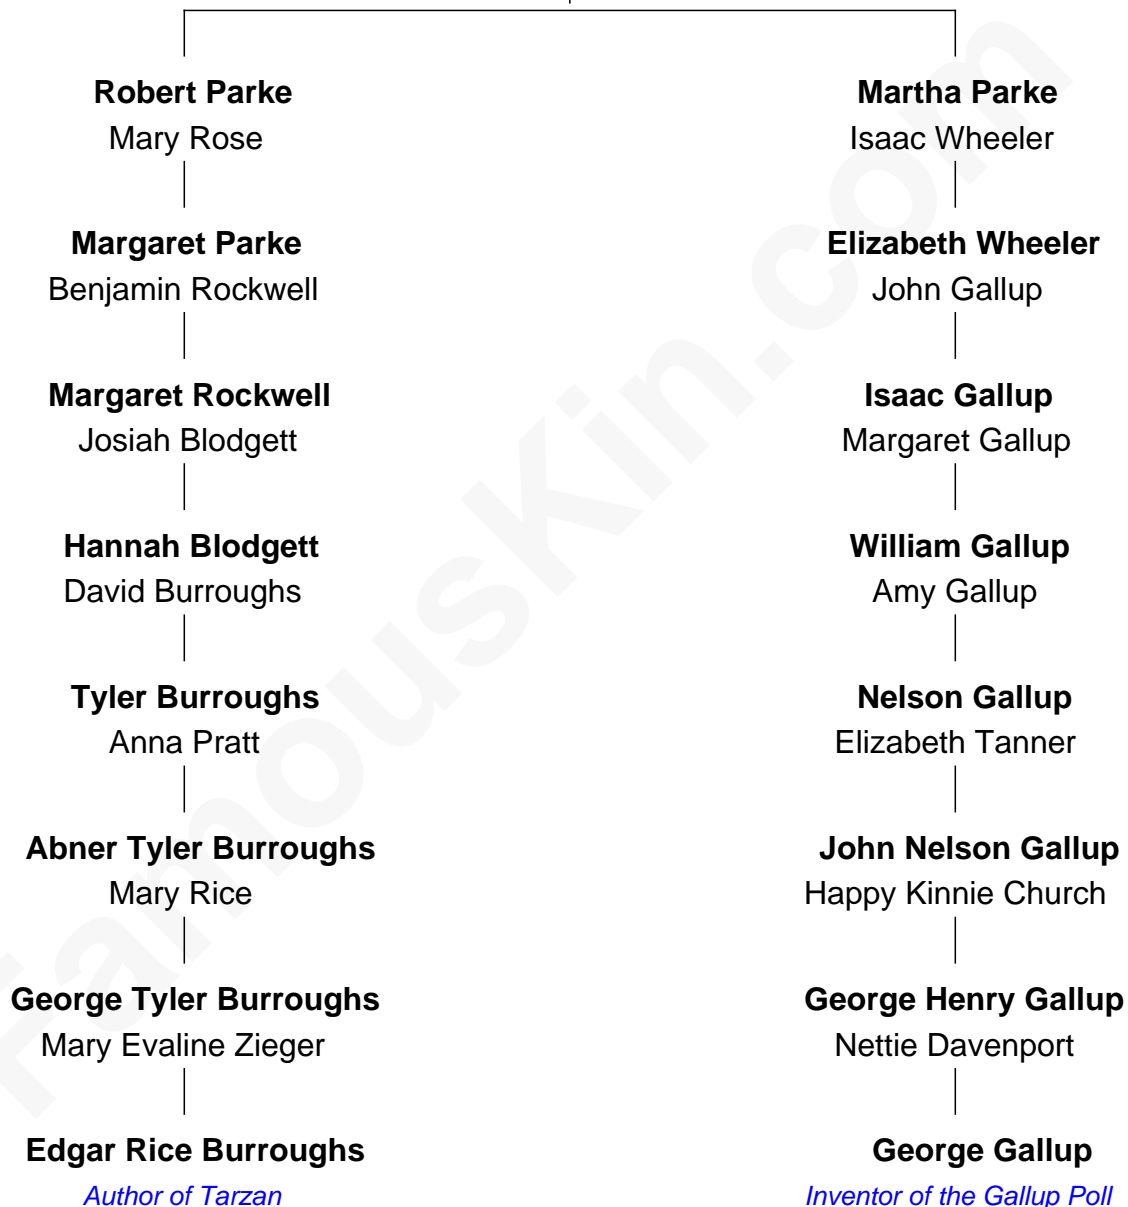 Robert Parke
Mary Rose
Margaret Parke
Benjamin Rockwell
Margaret Rockwell
Josiah Blodgett
Hannah Blodgett
David Burroughs
Tyler Burroughs
Anna Pratt
Abner Tyler Burroughs
Mary Rice
George Tyler Burroughs
Mary Evaline Zieger
Edgar Rice Burroughs
Author of Tarzan
Martha Parke
Isaac Wheeler
Elizabeth Wheeler
John Gallup
Isaac Gallup
Margaret Gallup
William Gallup
Amy Gallup
Nelson Gallup
Elizabeth Tanner
John Nelson Gallup
Happy Kinnie Church
George Henry Gallup
Nettie Davenport
George Gallup
Inventor of the Gallup Poll
FamousKin.com